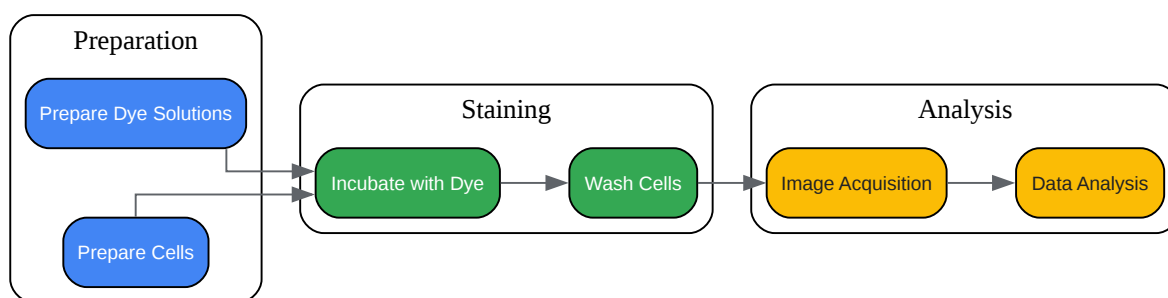 Preparation
Prepare Dye Solutions
Prepare Cells
Staining
Incubate with Dye
Wash Cells
Analysis
Image Acquisition
Data Analysis